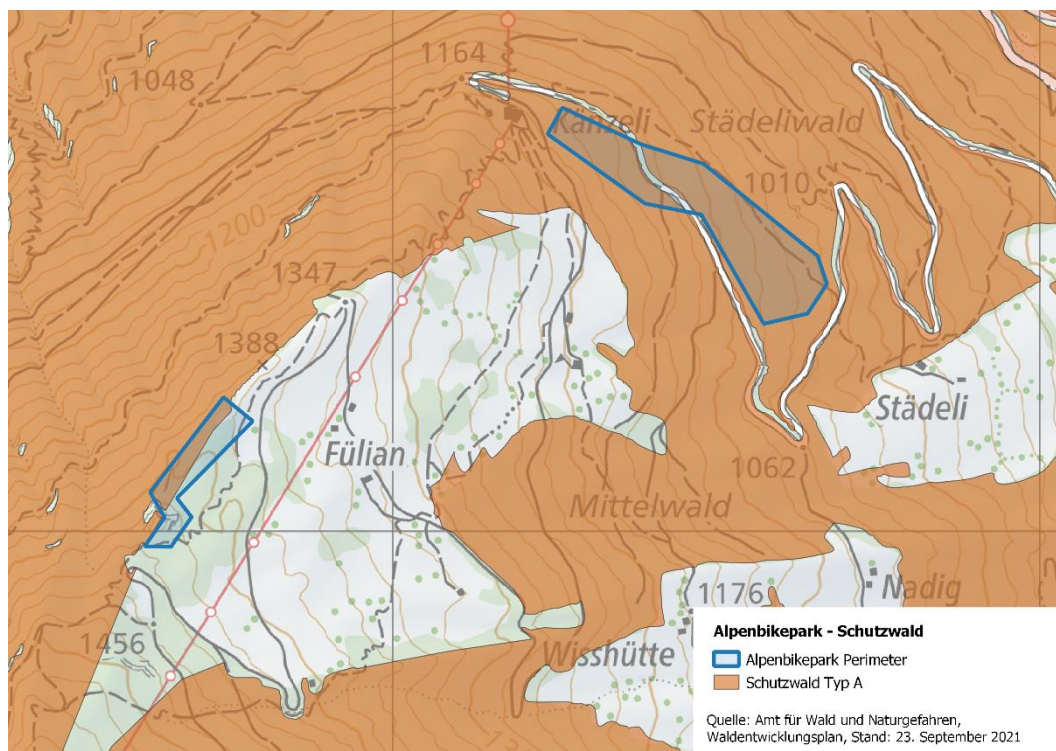 1164
1048
Känzeli
Städeliwald
1010
1200
1347
1388
Fülian
Städeli
1062
Mittelwald
1176
Nadig
Wisshütte
1456
Alpenbikepark - Schutzwald
Alpenbikepark Perimeter
Schutzwald Typ A
Quelle: Amt für Wald und Naturgefahren,
Waldentwicklungsplan, Stand: 23. September 2021